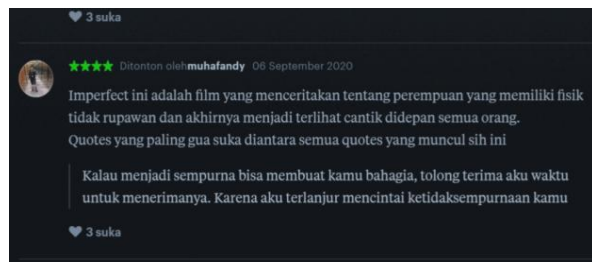 3 suka
Ditonton olehmuhafandy 06 September 2020
Imperfect ini adalah film yang menceritakan tentang perempuan yang memiliki fisik
tidak rupawan dan akhirnya menjadi terlihat cantik didepan semua orang.
Quotes yang paling gua suka diantara semua quotes yang muncul sih ini
Kalau menjadi sempurna bisa membuat kamu bahagia, tolong terima aku waktu
untuk menerimanya. Karena aku terlanjur mencintai ketidaksempurnaan kamu
3 suka